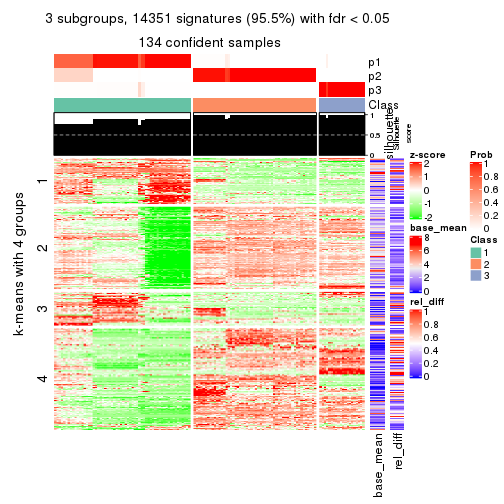 3 subgroups, 14351 signatures (95.5%) with fdr < 0.05
134 confident samples
p1
p2
p3
Class
1
0.5
0
silhouette
Silhouette
score
k-means with 4 groups
1
2
3
4
base_mean
rel_diff
z-score
2
1
0
-1
-2
base_mean
8
6
4
2
0
rel_diff
1
0.8
0.6
0.4
0.2
0
Prob
1
0.8
0.6
0.4
0.2
0
Class
1
2
3